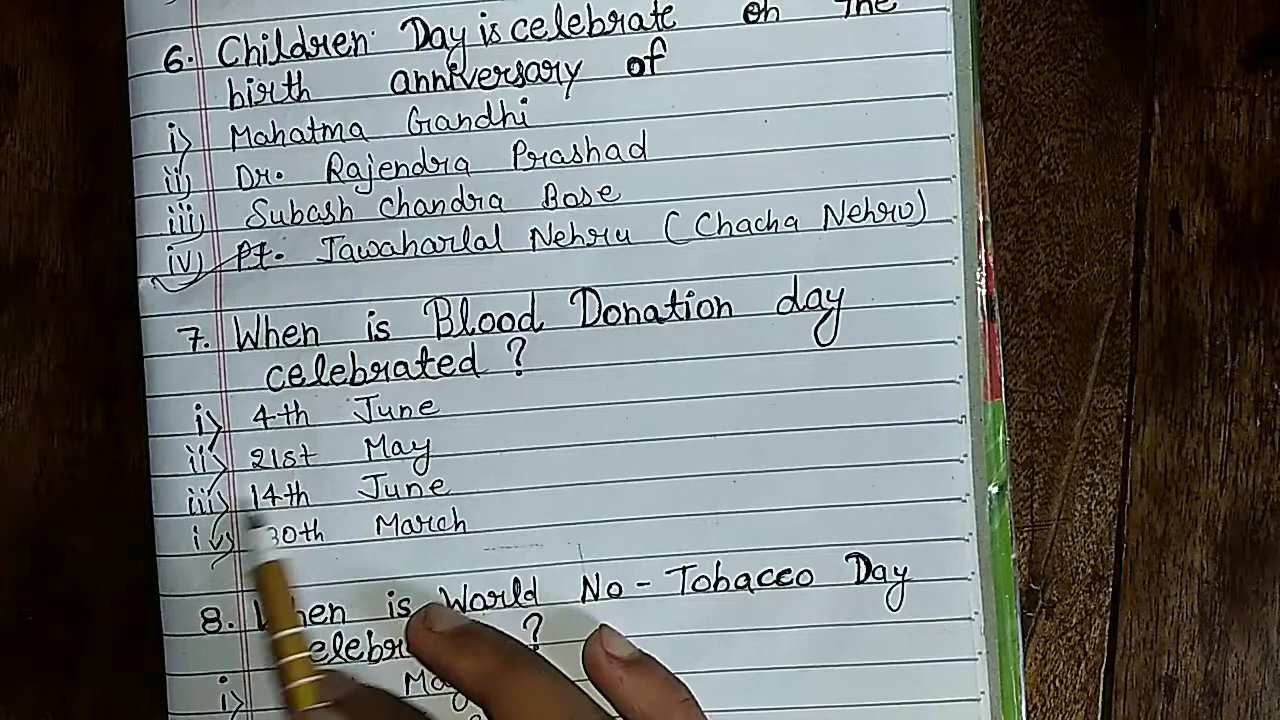 6. Children Day is celebrate on the
birth anniversary of
i) Mahatma Gandhi
ii) Dr. Rajendra Prashad
iii) Subash Chandra Bose
iv) Pt. Jawaharlal Nehru (Chacha Nehru)
7. When is Blood Donation day
celebrated ?
i) 4th June
ii) 21st May
iii) 14th June
iv) 30th March
8. When is World No-Tobacco Day
?
i)